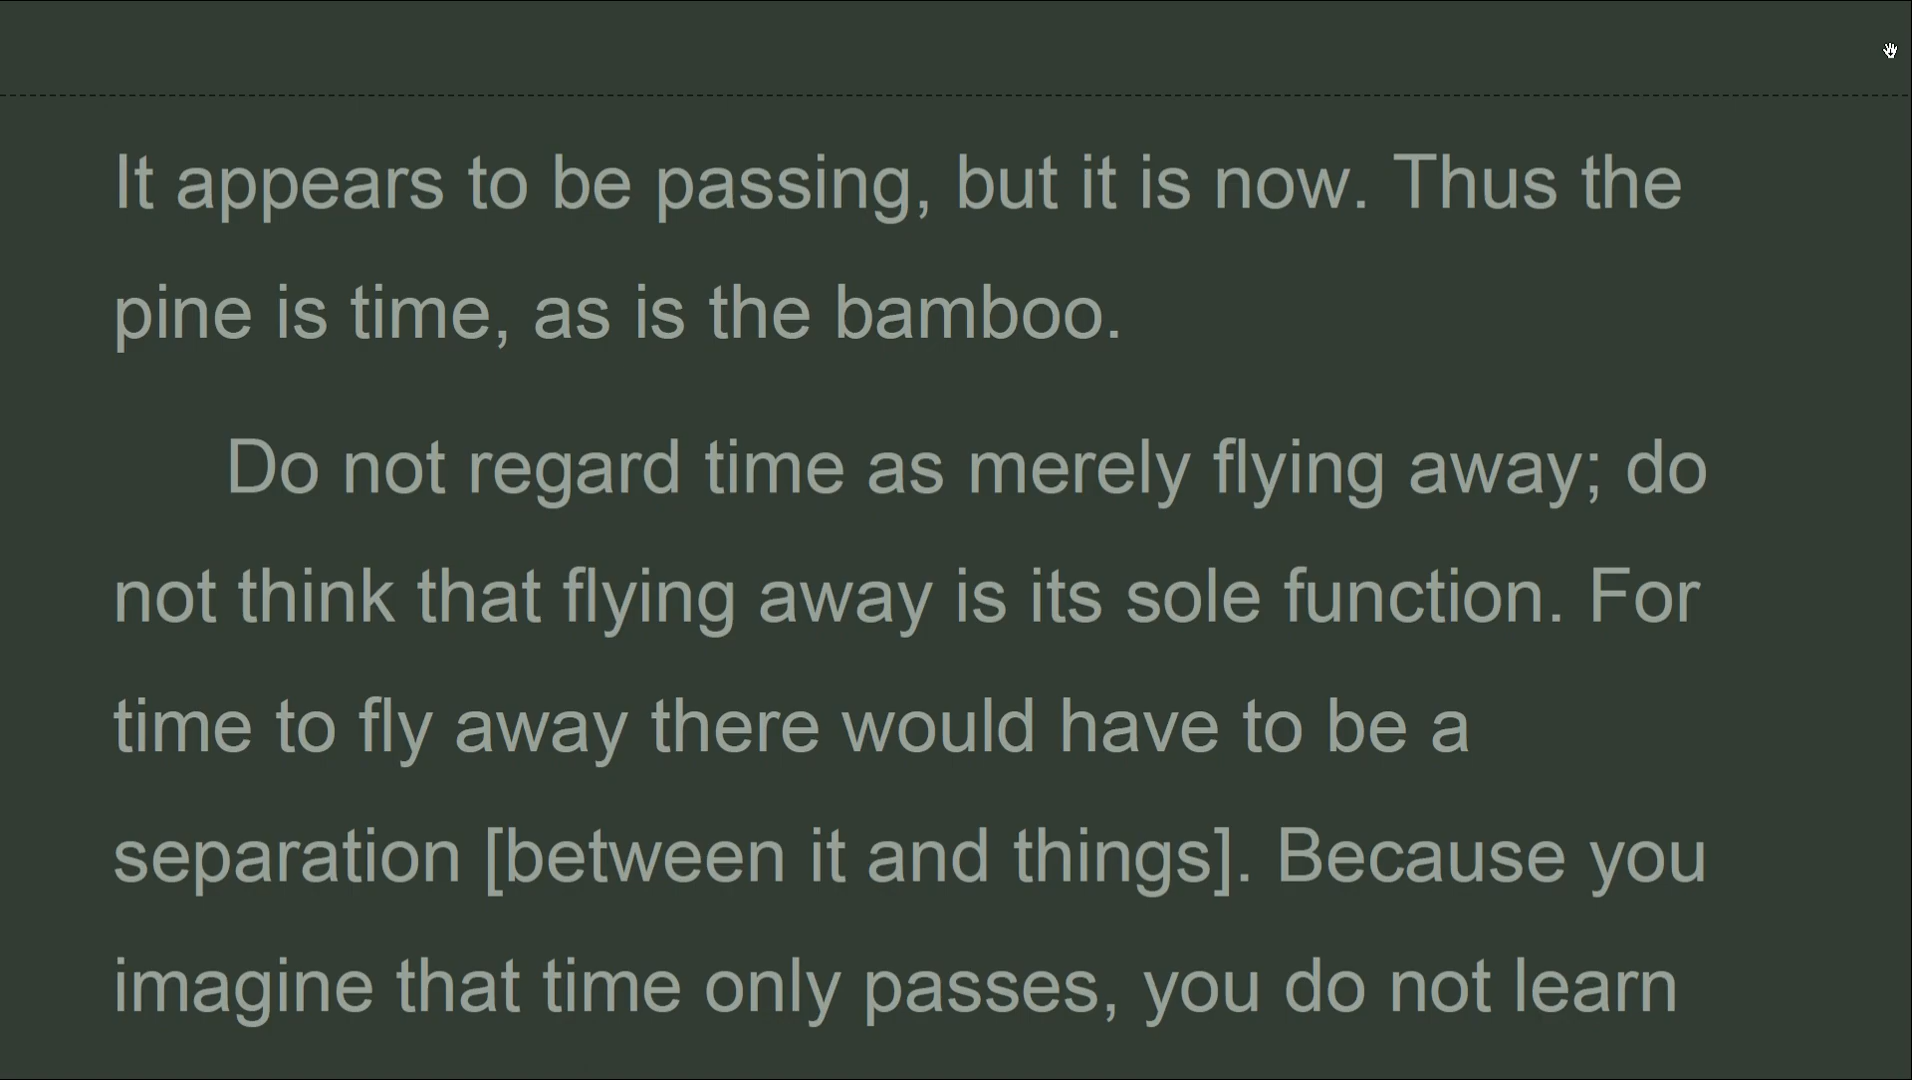 It appears to be passing, but it is now. Thus the
pine is time, as is the bamboo.
Do not regard time as merely flying away; do
not think that flying away is its sole function. For
time to fly away there would have to be a
separation [between it and things]. Because you
imagine that time only passes, you do not learn